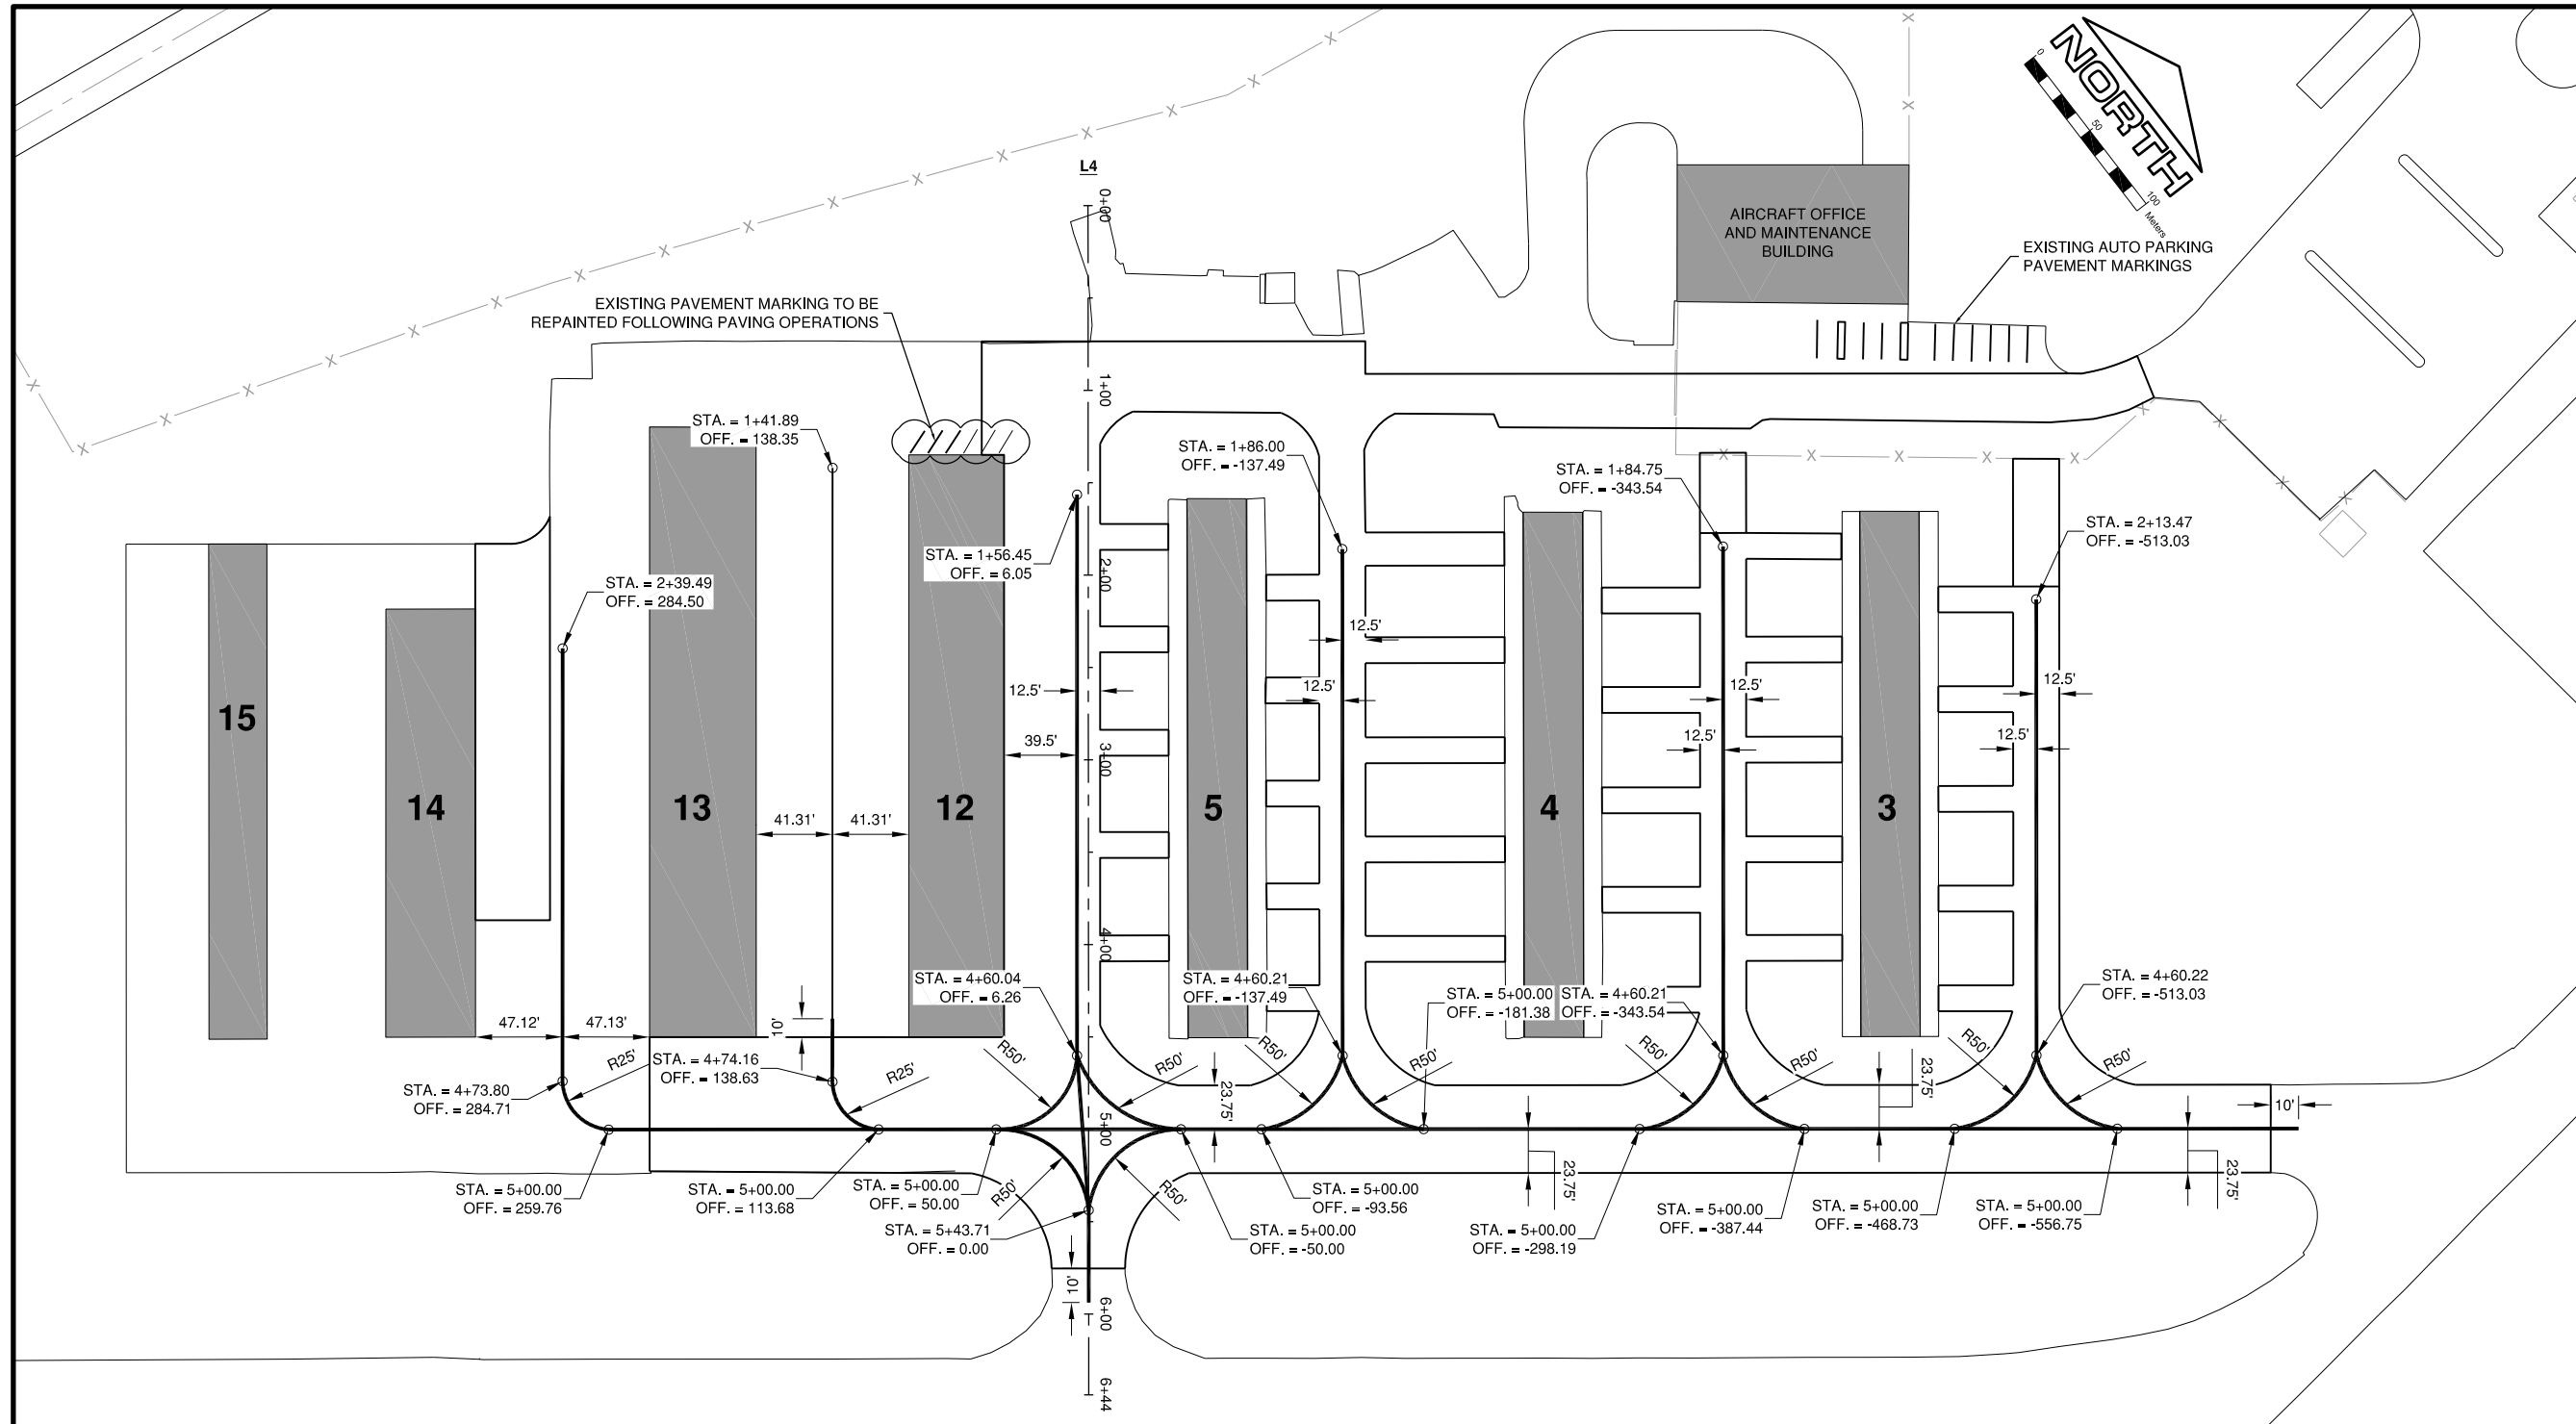 NORTH
0
50
100
Meters
L4
0+00
1+00
2+00
3+00
4+00
5+00
6+00
6+44
AIRCRAFT OFFICE
AND MAINTENANCE
BUILDING
EXISTING AUTO PARKING
PAVEMENT MARKINGS
EXISTING PAVEMENT MARKING TO BE
REPAINTED FOLLOWING PAVING OPERATIONS
STA. = 1+41.89
OFF. = 138.35
STA. = 1+86.00
OFF. = -137.49
STA. = 1+84.75
OFF. = -343.54
STA. = 2+13.47
OFF. = -513.03
STA. = 1+56.45
OFF. = 6.05
STA. = 2+39.49
OFF. = 284.50
12.5'
12.5'
12.5'
12.5'
12.5'
12.5'
12.5'
39.5'
15
14
13
12
5
4
3
41.31'
41.31'
STA. = 4+60.04
OFF. = 6.26
STA. = 4+60.21
OFF. = -137.49
STA. = 5+00.00
OFF. = -181.38
STA. = 4+60.21
OFF. = -343.54
STA. = 4+60.22
OFF. = -513.03
47.12'
47.13'
10'
R25'
R25'
R50'
R50'
R50'
R50'
R50'
R50'
R50'
R50'
STA. = 4+74.16
OFF. = 138.63
STA. = 4+73.80
OFF. = 284.71
23.75'
23.75'
10'
R50'
R50'
23.75'
23.75'
STA. = 5+00.00
OFF. = 259.76
STA. = 5+00.00
OFF. = 113.68
STA. = 5+00.00
OFF. = 50.00
STA. = 5+43.71
OFF. = 0.00
STA. = 5+00.00
OFF. = -93.56
STA. = 5+00.00
OFF. = -50.00
STA. = 5+00.00
OFF. = -298.19
STA. = 5+00.00
OFF. = -387.44
STA. = 5+00.00
OFF. = -468.73
STA. = 5+00.00
OFF. = -556.75
10'